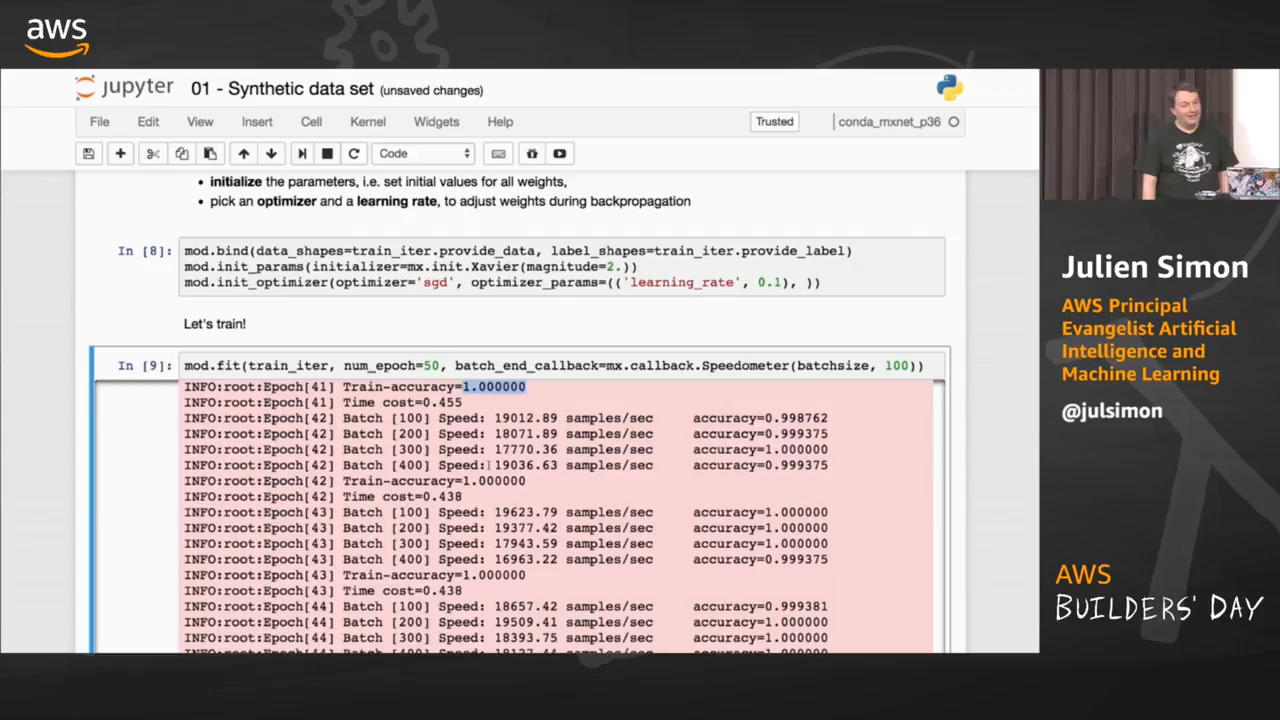 aws
jupyter 01 - Synthetic data set (unsaved changes)
File Edit View Insert Cell Kernel Widgets Help Trusted conda_mxnet_p36
Code
• initialize the parameters, i.e. set initial values for all weights,
• pick an optimizer and a learning rate, to adjust weights during backpropagation
In [8]: mod.bind(data_shapes=train_iter.provide_data, label_shapes=train_iter.provide_label)
mod.init_params(initializer=mx.init.Xavier(magnitude=2.))
mod.init_optimizer(optimizer='sgd', optimizer_params=(('learning_rate', 0.1), ))
Let's train!
In [9]: mod.fit(train_iter, num_epoch=50, batch_end_callback=mx.callback.Speedometer(batchsize, 100))
INFO:root:Epoch[41] Train-accuracy=1.000000
INFO:root:Epoch[41] Time cost=0.455
INFO:root:Epoch[42] Batch [100] Speed: 19012.89 samples/sec accuracy=0.998762
INFO:root:Epoch[42] Batch [200] Speed: 18071.89 samples/sec accuracy=0.999375
INFO:root:Epoch[42] Batch [300] Speed: 17770.36 samples/sec accuracy=1.000000
INFO:root:Epoch[42] Batch [400] Speed: 19036.63 samples/sec accuracy=0.999375
INFO:root:Epoch[42] Train-accuracy=1.000000
INFO:root:Epoch[42] Time cost=0.438
INFO:root:Epoch[43] Batch [100] Speed: 19623.79 samples/sec accuracy=1.000000
INFO:root:Epoch[43] Batch [200] Speed: 19377.42 samples/sec accuracy=1.000000
INFO:root:Epoch[43] Batch [300] Speed: 17943.59 samples/sec accuracy=1.000000
INFO:root:Epoch[43] Batch [400] Speed: 16963.22 samples/sec accuracy=0.999375
INFO:root:Epoch[43] Train-accuracy=1.000000
INFO:root:Epoch[43] Time cost=0.438
INFO:root:Epoch[44] Batch [100] Speed: 18657.42 samples/sec accuracy=0.999381
INFO:root:Epoch[44] Batch [200] Speed: 19509.41 samples/sec accuracy=1.000000
INFO:root:Epoch[44] Batch [300] Speed: 18393.75 samples/sec accuracy=1.000000
Julien Simon
AWS Principal
Evangelist Artificial
Intelligence and
Machine Learning
@julsimon
AWS
BUILDERS' DAY